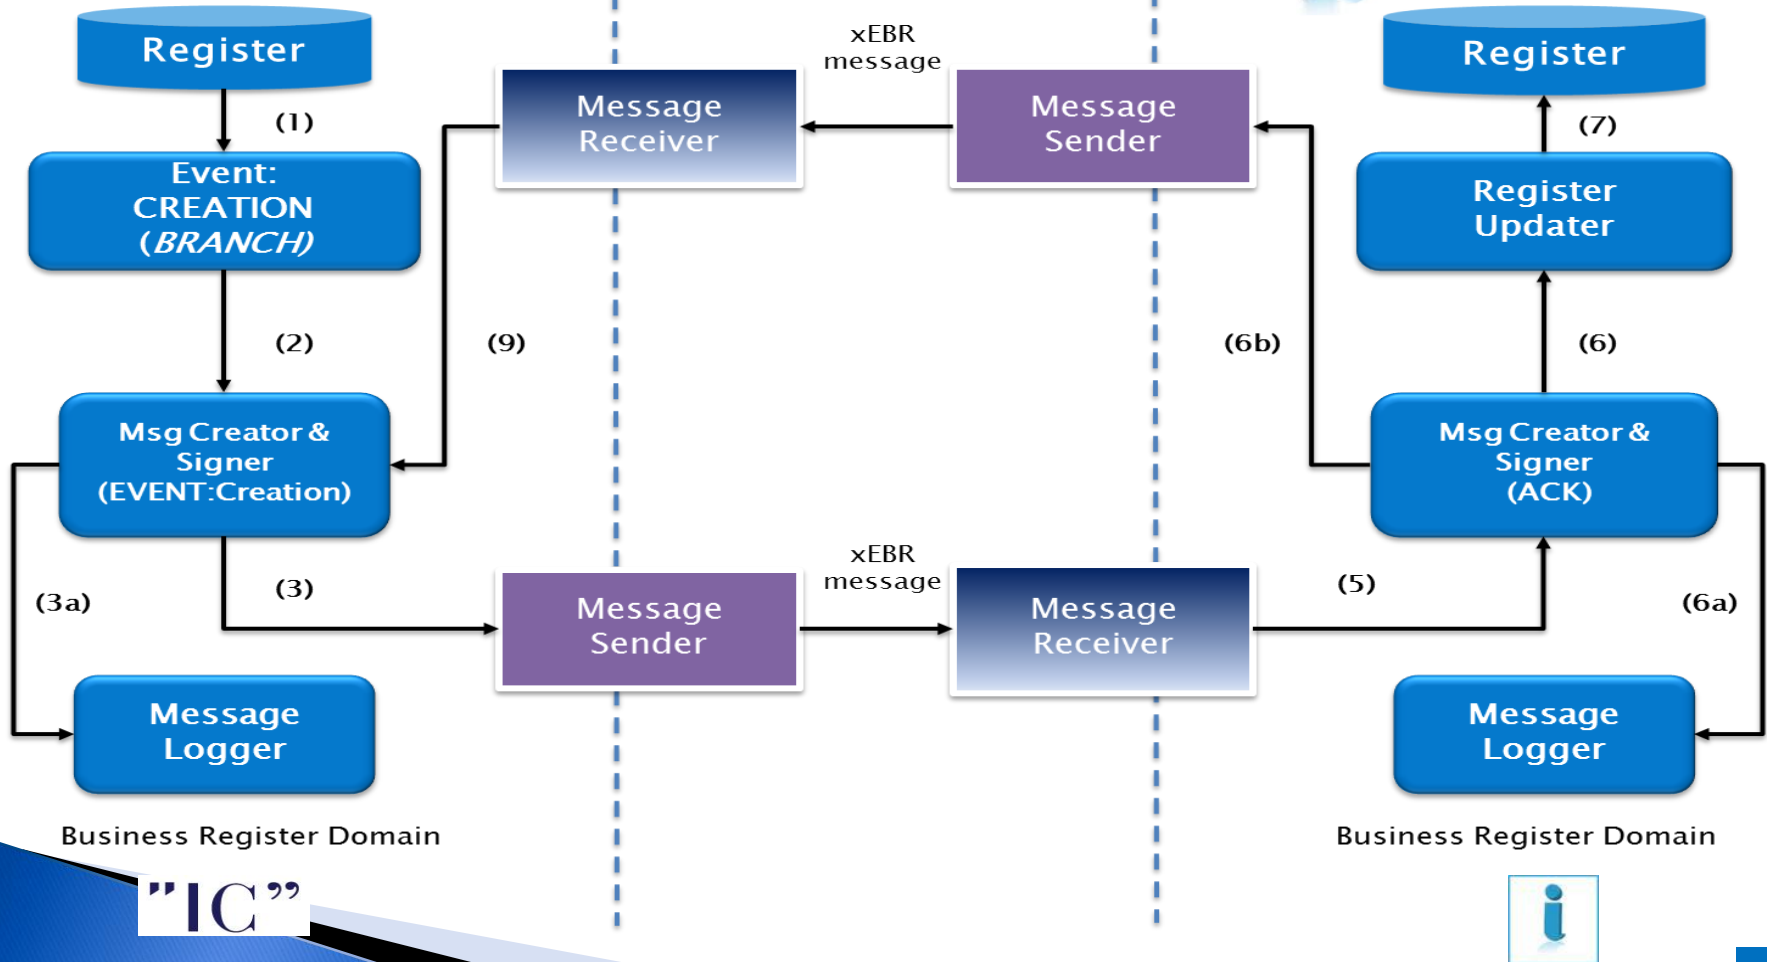 Register
xEBR
message
Register
(1)
Message
Receiver
Message
Sender
(7)
Event:
CREATION
(BRANCH)
Register
Updater
(2)
(9)
(6b)
(6)
Msg Creator &
Signer
(EVENT:Creation)
Msg Creator &
Signer
(ACK)
(3a)
(3)
Message
Sender
xEBR
message
Message
Receiver
(5)
(6a)
Message
Logger
Message
Logger
Business Register Domain
Business Register Domain
"IC”
i